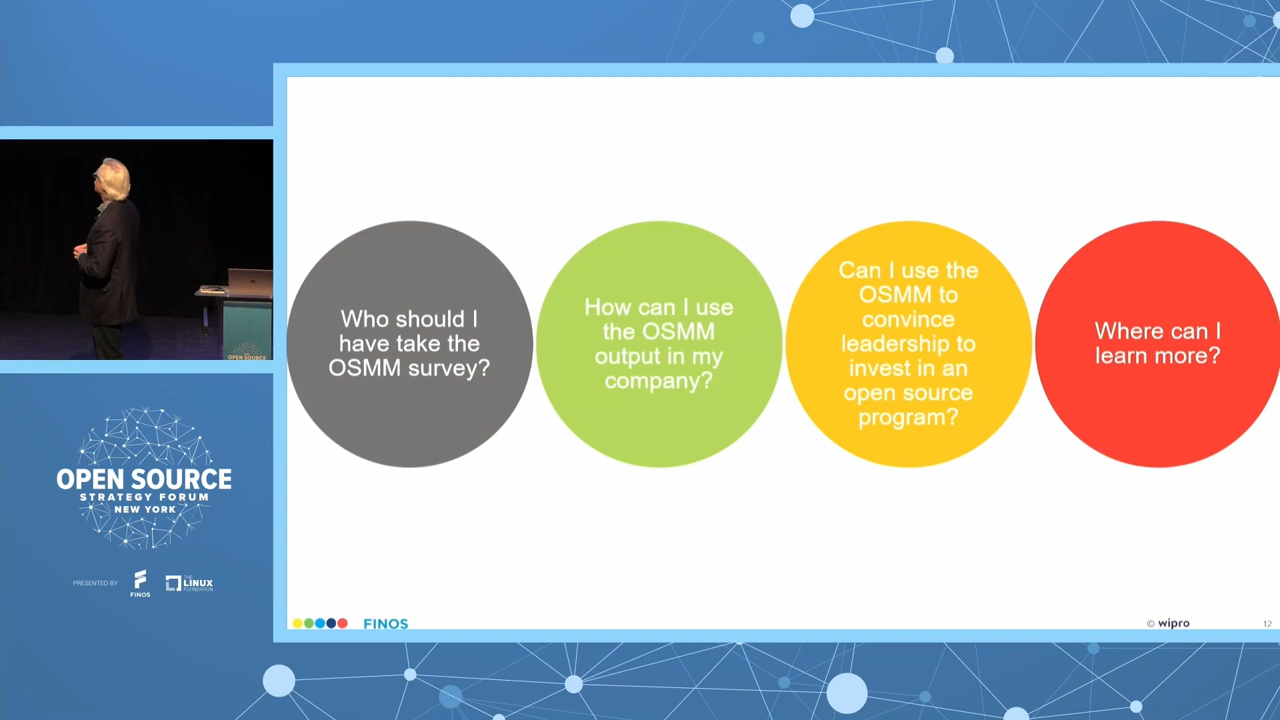 Who should I
have take the
OSMM survey?
How can I use
the OSMM
output in my
company?
Can I use the
OSMM to
convince
leadership to
invest in an
open source
program?
Where can I
learn more?
FINOS
© wipro
12
OPEN SOURCE
OPEN SOURCE
STRATEGY FORUM
NEW YORK
PRESENTED BY
FINOS
THE
LINUX
FOUNDATION